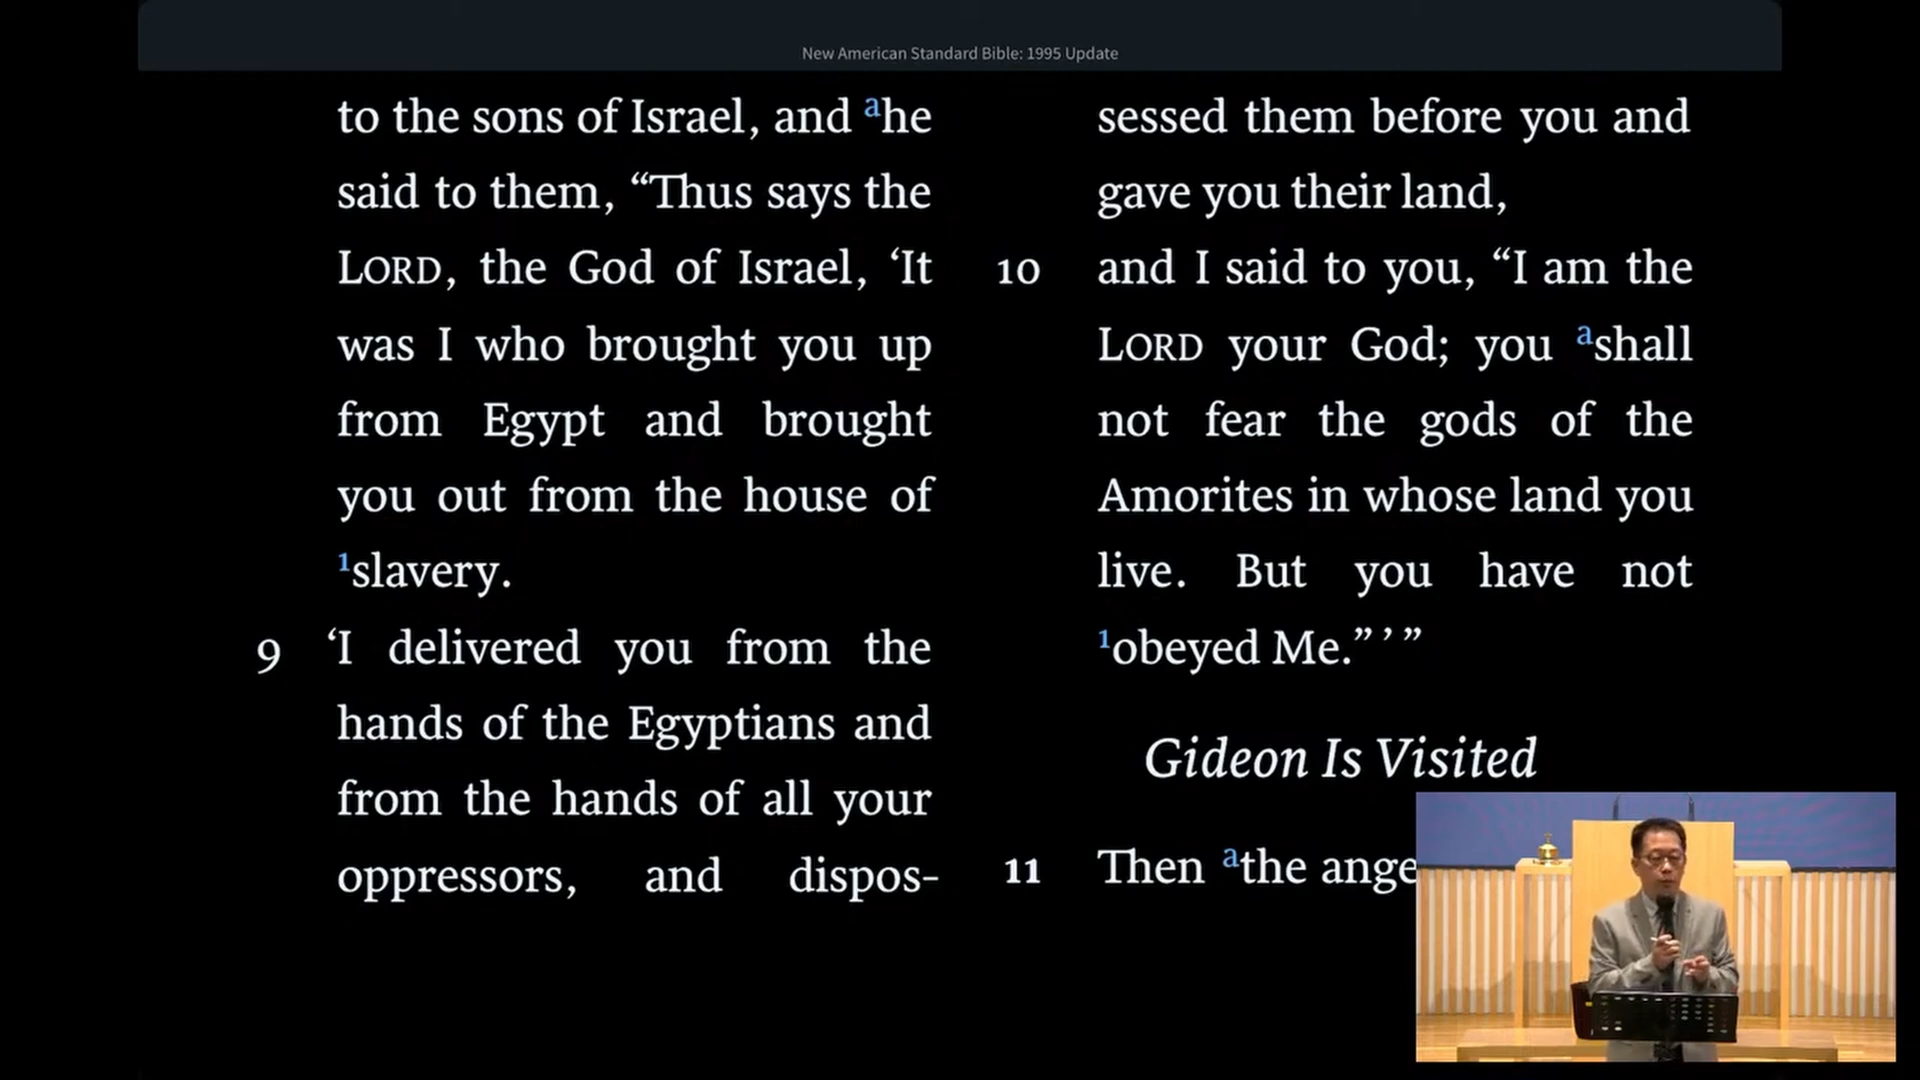 New American Standard Bible: 1995 Update
to the sons of Israel, and ᵃhe
said to them, “Thus says the
LORD, the God of Israel, ‘It
was I who brought you up
from Egypt and brought
you out from the house of
¹slavery.
9 ‘I delivered you from the
hands of the Egyptians and
from the hands of all your
oppressors, and dispos-
sessed them before you and
gave you their land,
10 and I said to you, “I am the
LORD your God; you ᵃshall
not fear the gods of the
Amorites in whose land you
live. But you have not
¹obeyed Me.” ’ ”
Gideon Is Visited
11 Then ᵃthe ange